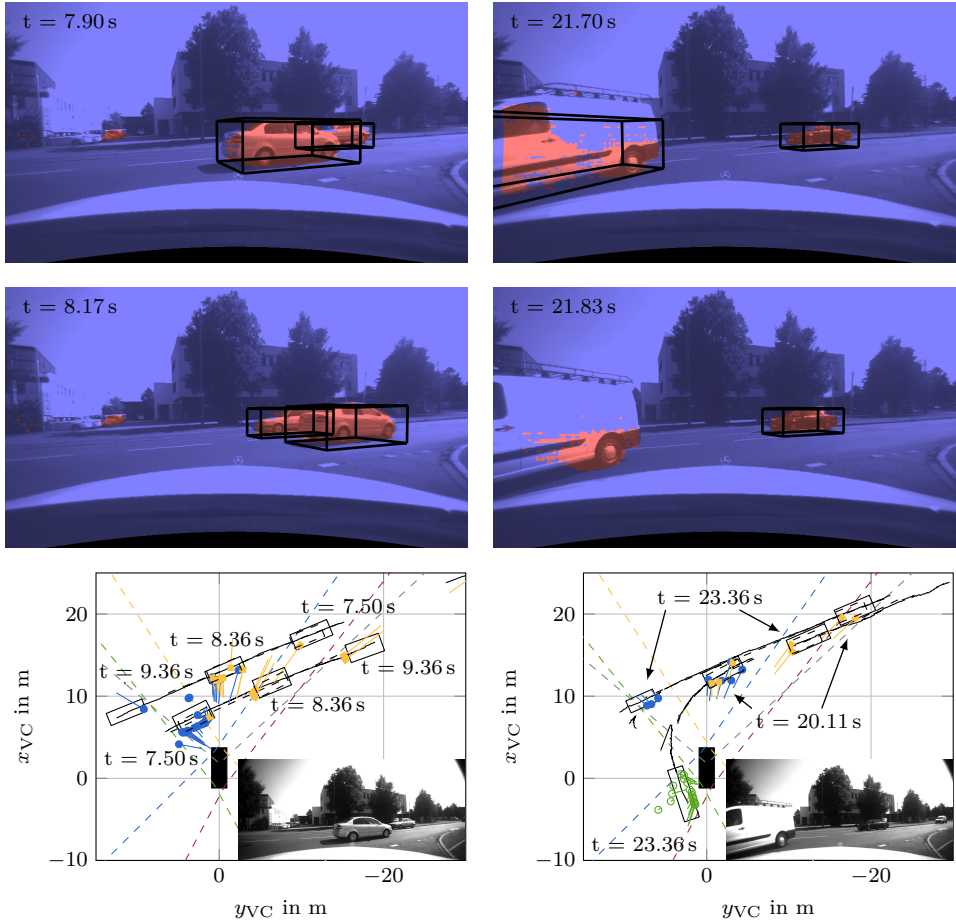 t = 7.90 s
t = 21.70 s
t = 8.17 s
t = 21.83 s
20
10
0
−10
x_VC in m
0
−20
y_VC in m
t = 7.50 s
t = 8.36 s
t = 9.36 s
t = 9.36 s
t = 8.36 s
t = 7.50 s
20
10
0
−10
x_VC in m
0
−20
y_VC in m
t = 23.36 s
t = 20.11 s
t = 23.36 s